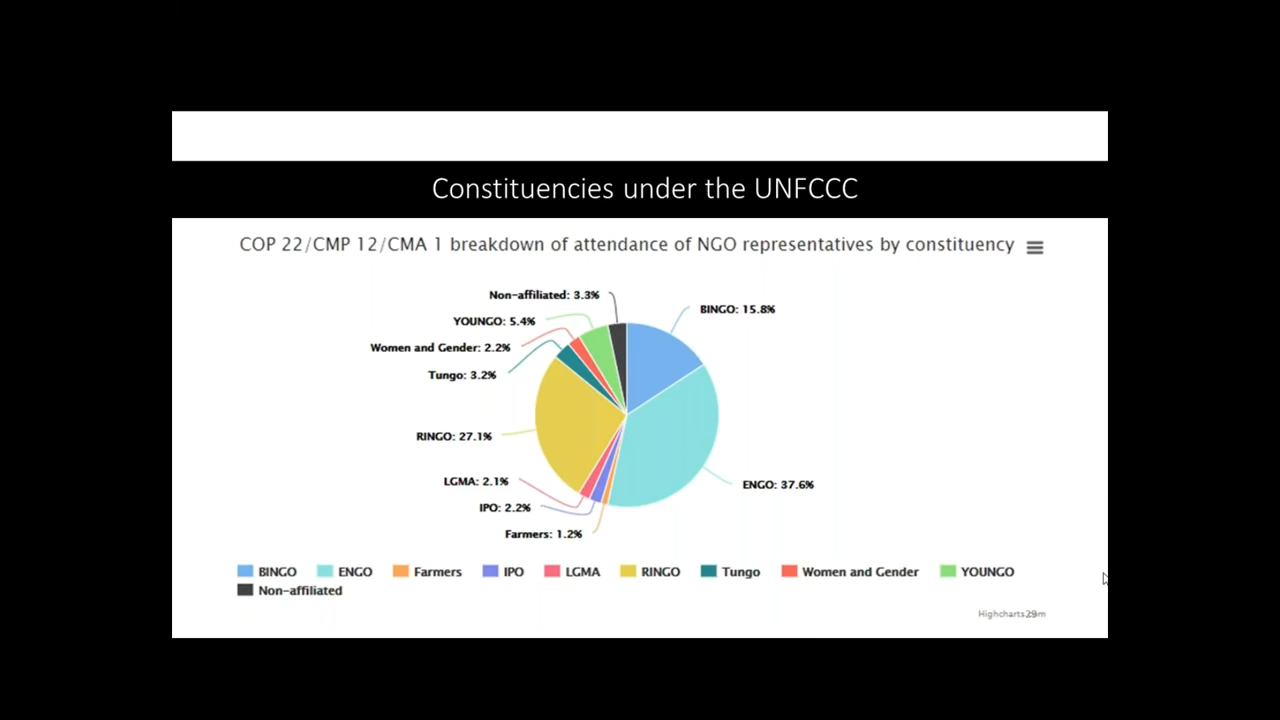 Constituencies under the UNFCCC
COP 22/CMP 12/CMA 1 breakdown of attendance of NGO representatives by constituency
Non-affiliated: 3.3%
BINGO: 15.8%
YOUNGO: 5.4%
Women and Gender: 2.2%
Tungo: 3.2%
RINGO: 27.1%
LGMA: 2.1%
ENGO: 37.6%
IPO: 2.2%
Farmers: 1.2%
BINGO ENGO Farmers IPO LGMA RINGO Tungo Women and Gender YOUNGO
Non-affiliated
29